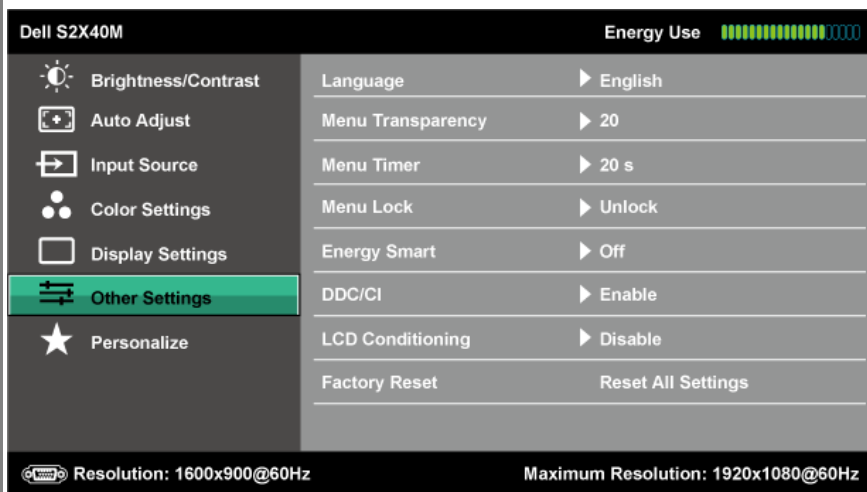 Dell S2X40M Energy Use
Brightness/Contrast Language English
Auto Adjust Menu Transparency 20
Input Source Menu Timer 20 s
Color Settings Menu Lock Unlock
Display Settings Energy Smart Off
Other Settings DDC/CI Enable
Personalize LCD Conditioning Disable
Factory Reset Reset All Settings
Resolution: 1600x900@60Hz Maximum Resolution: 1920x1080@60Hz